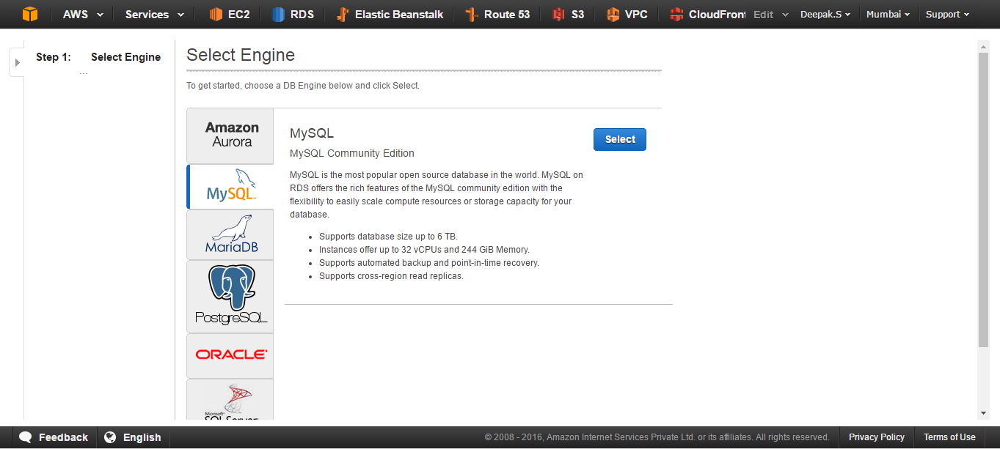 AWS Services EC2 RDS Elastic Beanstalk Route 53 S3 VPC CloudFron Edit Deepak.S Mumbai Support
Step 1: Select Engine
...
Select Engine
To get started, choose a DB Engine below and click Select.
Amazon
Aurora
MySQL™
MariaDB
PostgreSQL
ORACLE
Microsoft
SQL Server
MySQL
Select
MySQL Community Edition
MySQL is the most popular open source database in the world. MySQL on
RDS offers the rich features of the MySQL community edition with the
flexibility to easily scale compute resources or storage capacity for your
database.
• Supports database size up to 6 TB.
• Instances offer up to 32 vCPUs and 244 GiB Memory.
• Supports automated backup and point-in-time recovery.
• Supports cross-region read replicas.
Feedback English © 2008 - 2016, Amazon Internet Services Private Ltd. or its affiliates. All rights reserved. Privacy Policy Terms of Use